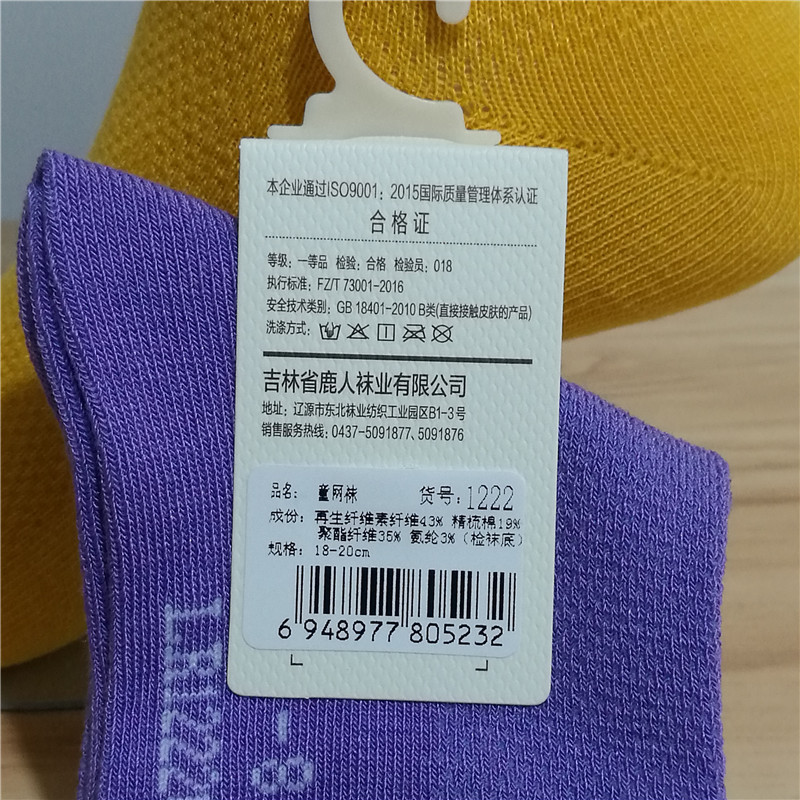 本企业通过ISO9001：2015国际质量管理体系认证
合格证
等级：一等品 检验：合格 检验员：018
执行标准：FZ/T 73001-2016
安全技术类别：GB 18401-2010 B类(直接接触皮肤的产品)
洗涤方式：
吉林省鹿人袜业有限公司
地址：辽源市东北袜业纺织工业园区B1-3号
销售服务热线：0437-5091877、5091876
品名：童网袜 货号：1222
成份：再生纤维素纤维43% 精梳棉19%
聚酯纤维35% 氨纶3%（检袜底）
规格：18-20cm
6 948977 805232
8-